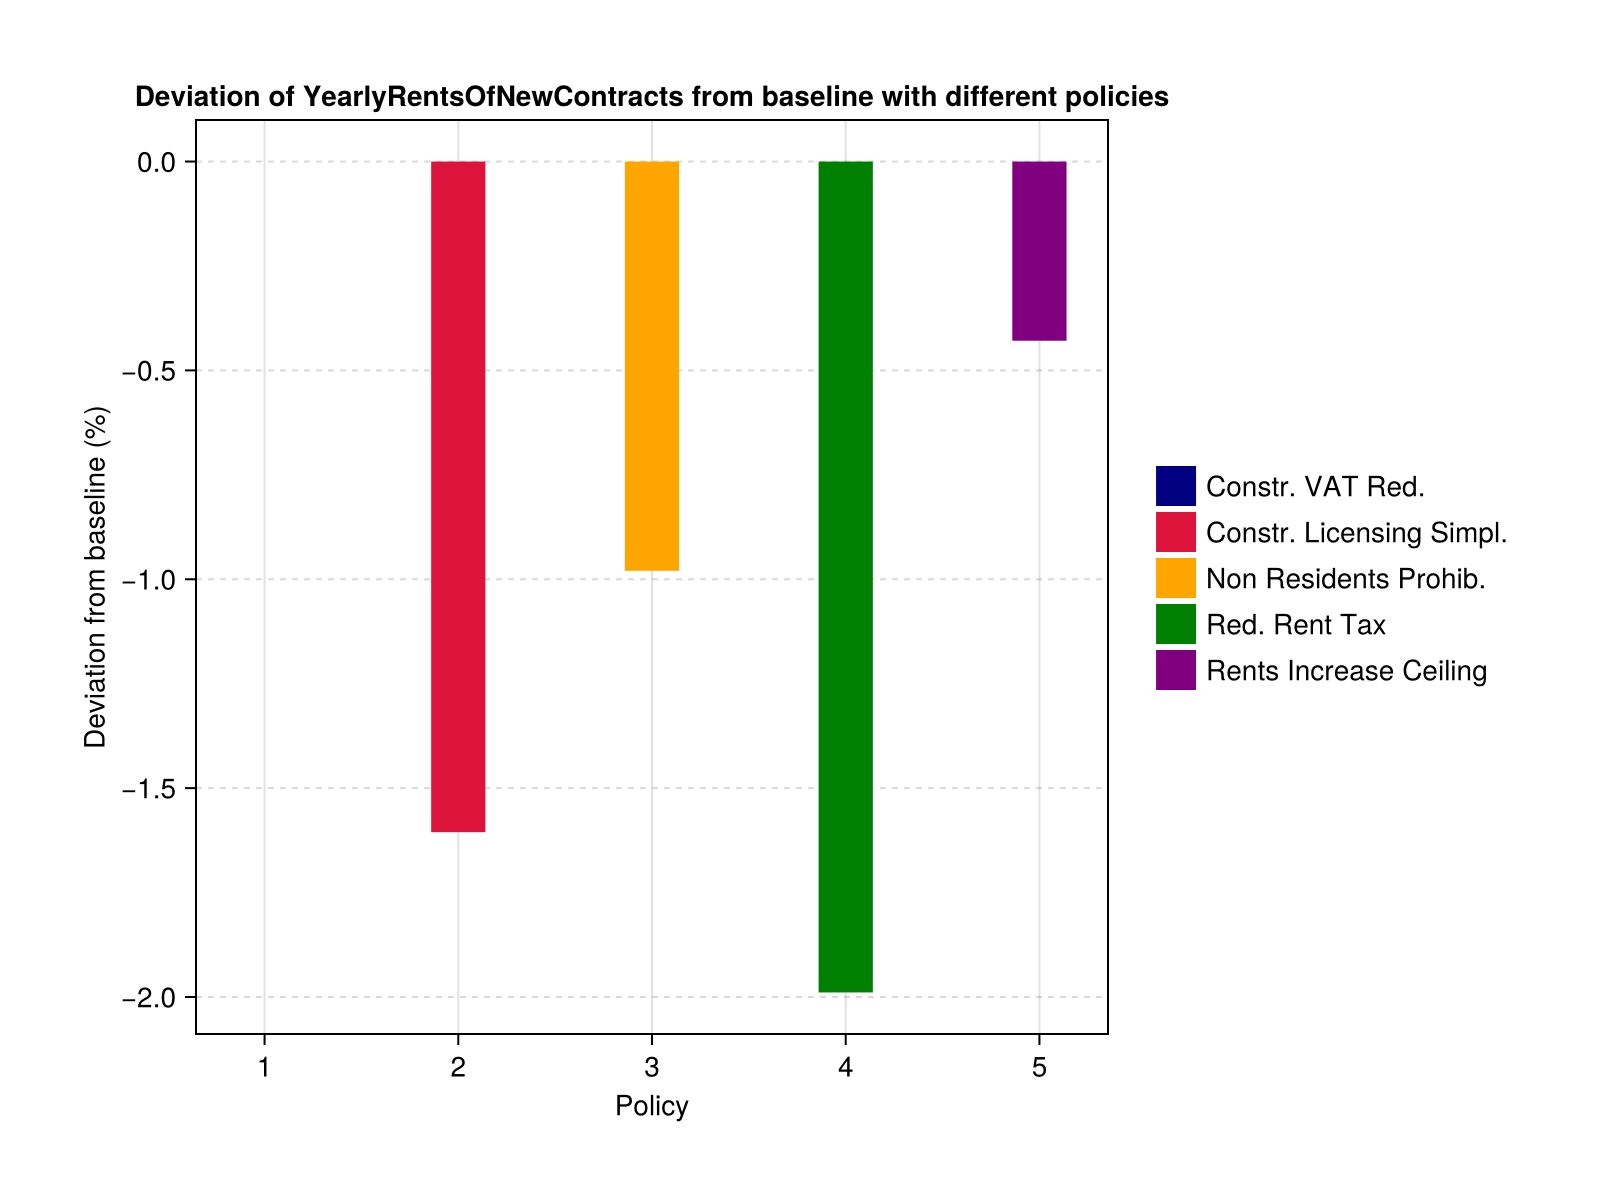 Deviation of YearlyRentsOfNewContracts from baseline with different policies
0.0
−0.5
−1.0
−1.5
−2.0
Deviation from baseline (%)
1 2 3 4 5
Policy
Constr. VAT Red.
Constr. Licensing Simpl.
Non Residents Prohib.
Red. Rent Tax
Rents Increase Ceiling